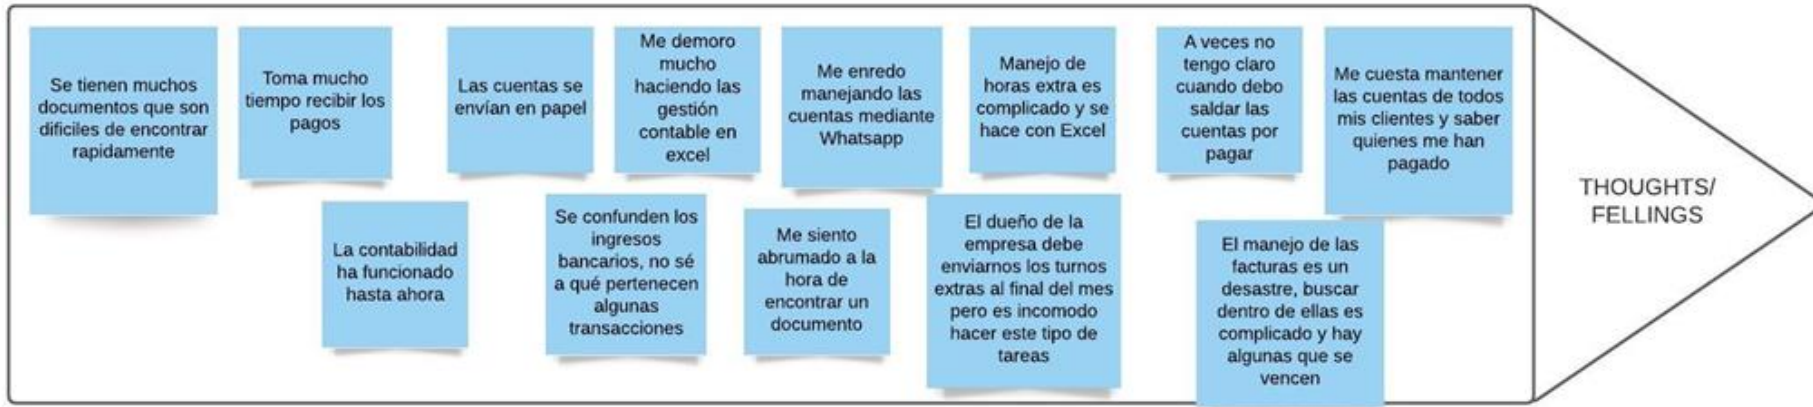 Se tienen muchos
documentos que son
dificiles de encontrar
rapidamente
Toma mucho
tiempo recibir los
pagos
Las cuentas se
envían en papel
Me demoro
mucho
haciendo las
gestión
contable en
excel
Me enredo
manejando las
cuentas mediante
Whatsapp
Manejo de
horas extra es
complicado y se
hace con Excel
A veces no
tengo claro
cuando debo
saldar las
cuentas por
pagar
Me cuesta mantener
las cuentas de todos
mis clientes y saber
quienes me han
pagado
La contabilidad
ha funcionado
hasta ahora
Se confunden los
ingresos
bancarios, no sé
a qué pertenecen
algunas
transacciones
Me siento
abrumado a la
hora de
encontrar un
documento
El dueño de la
empresa debe
enviarnos los turnos
extras al final del mes
pero es incomodo
hacer este tipo de
tareas
El manejo de las
facturas es un
desastre, buscar
dentro de ellas es
complicado y hay
algunas que se
vencen
THOUGHTS/
FELLINGS